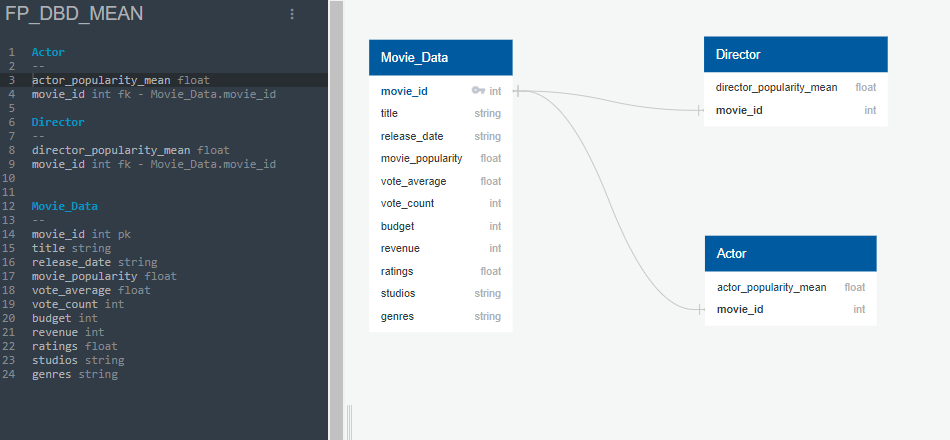 FP_DBD_MEAN
1 Actor
2 --
3 actor_popularity_mean float
4 movie_id int fk - Movie_Data.movie_id
5
6 Director
7 --
8 director_popularity_mean float
9 movie_id int fk - Movie_Data.movie_id
10
11
12 Movie_Data
13 --
14 movie_id int pk
15 title string
16 release_date string
17 movie_popularity float
18 vote_average float
19 vote_count int
20 budget int
21 revenue int
22 ratings float
23 studios string
24 genres string
Movie_Data
movie_id int
title string
release_date string
movie_popularity float
vote_average float
vote_count int
budget int
revenue int
ratings float
studios string
genres string
Director
director_popularity_mean float
movie_id int
Actor
actor_popularity_mean float
movie_id int